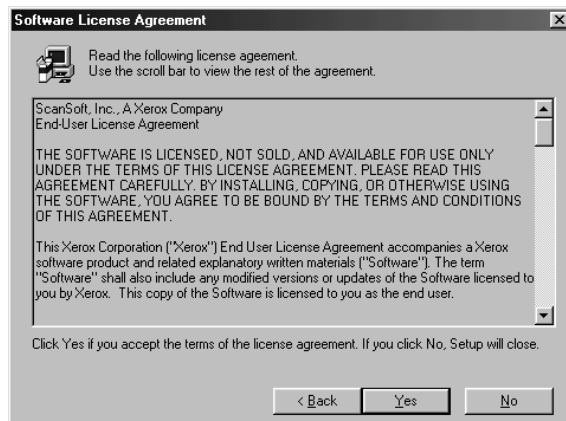 Software License Agreement
Read the following license ageement.
Use the scroll bar to view the rest of the agreement.
ScanSoft, Inc., A Xerox Company
End-User License Agreement
THE SOFTWARE IS LICENSED, NOT SOLD, AND AVAILABLE FOR USE ONLY
UNDER THE TERMS OF THIS LICENSE AGREEMENT. PLEASE READ THIS
AGREEMENT CAREFULLY. BY INSTALLING, COPYING, OR OTHERWISE USING
THE SOFTWARE, YOU AGREE TO BE BOUND BY THE TERMS AND CONDITIONS
OF THIS AGREEMENT.
This Xerox Corporation ("Xerox") End User License Agreement accompanies a Xerox
software product and related explanatory written materials ("Software"). The term
"Software" shall also include any modified versions or updates of the Software licensed to
you by Xerox. This copy of the Software is licensed to you as the end user.
Click Yes if you accept the terms of the license agreement. If you click No, Setup will close.
< Back Yes No